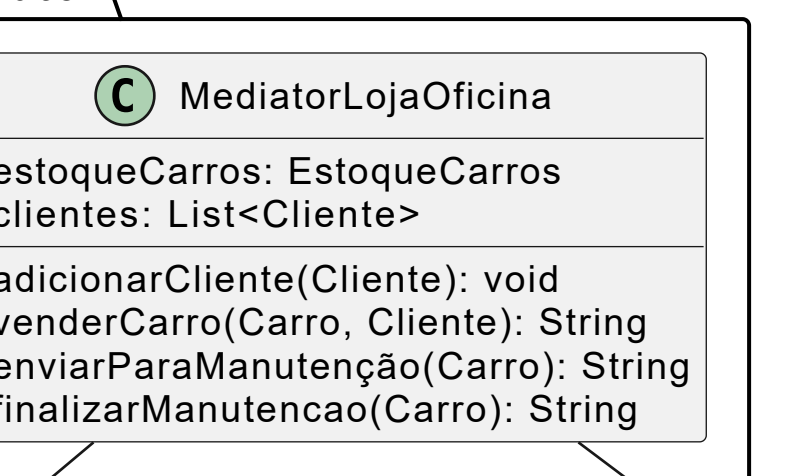 C MediatorLojaOficina
estoqueCarros: EstoqueCarros
clientes: List<Cliente>
adicionarCliente(Cliente): void
venderCarro(Carro, Cliente): String
enviarParaManutenção(Carro): String
finalizarManutencao(Carro): String